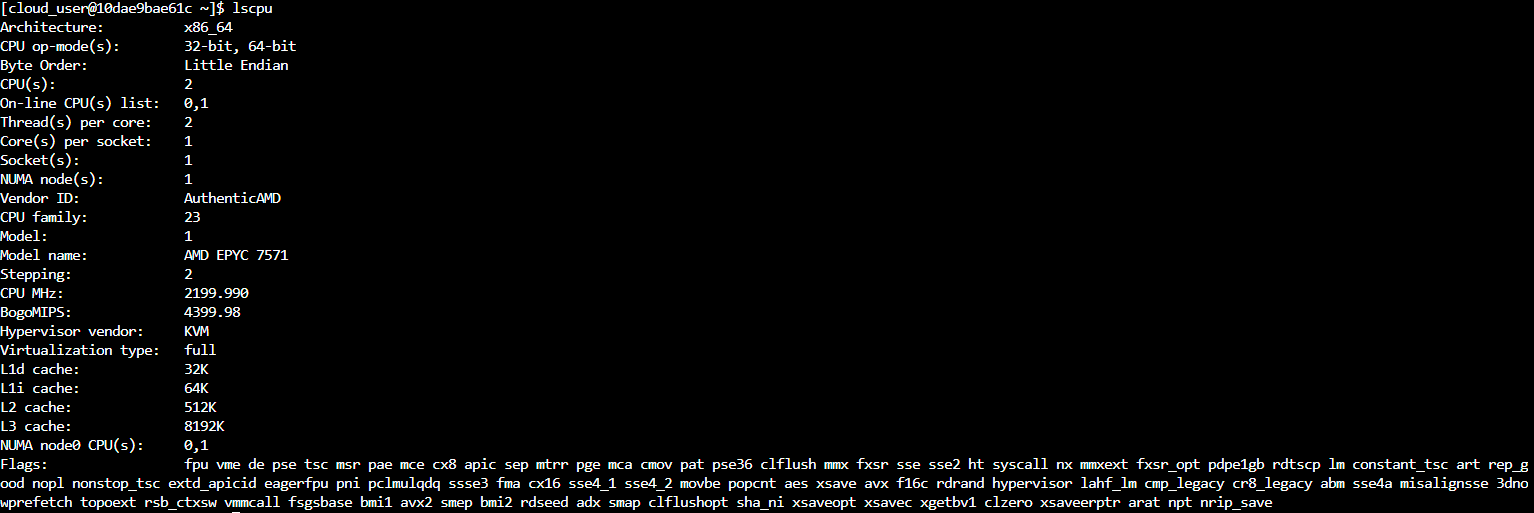 [cloud_user@10dae9bae61c ~]$ lscpu
Architecture:          x86_64
CPU op-mode(s):        32-bit, 64-bit
Byte Order:            Little Endian
CPU(s):                2
On-line CPU(s) list:   0,1
Thread(s) per core:    2
Core(s) per socket:    1
Socket(s):             1
NUMA node(s):          1
Vendor ID:             AuthenticAMD
CPU family:            23
Model:                 1
Model name:            AMD EPYC 7571
Stepping:              2
CPU MHz:               2199.990
BogoMIPS:              4399.98
Hypervisor vendor:     KVM
Virtualization type:   full
L1d cache:             32K
L1i cache:             64K
L2 cache:              512K
L3 cache:              8192K
NUMA node0 CPU(s):     0,1
Flags:                 fpu vme de pse tsc msr pae mce cx8 apic sep mtrr pge mca cmov pat pse36 clflush mmx fxsr sse sse2 ht syscall nx mmxext fxsr_opt pdpe1gb rdtscp lm constant_tsc art rep_g
ood nopl nonstop_tsc extd_apicid eagerfpu pni pclmulqdq ssse3 fma cx16 sse4_1 sse4_2 movbe popcnt aes xsave avx f16c rdrand hypervisor lahf_lm cmp_legacy cr8_legacy abm sse4a misalignsse 3dno
wprefetch topoext rsb_ctxsw vmmcall fsgsbase bmi1 avx2 smep bmi2 rdseed adx smap clflushopt sha_ni xsaveopt xsavec xgetbv1 clzero xsaveerptr arat npt nrip_save